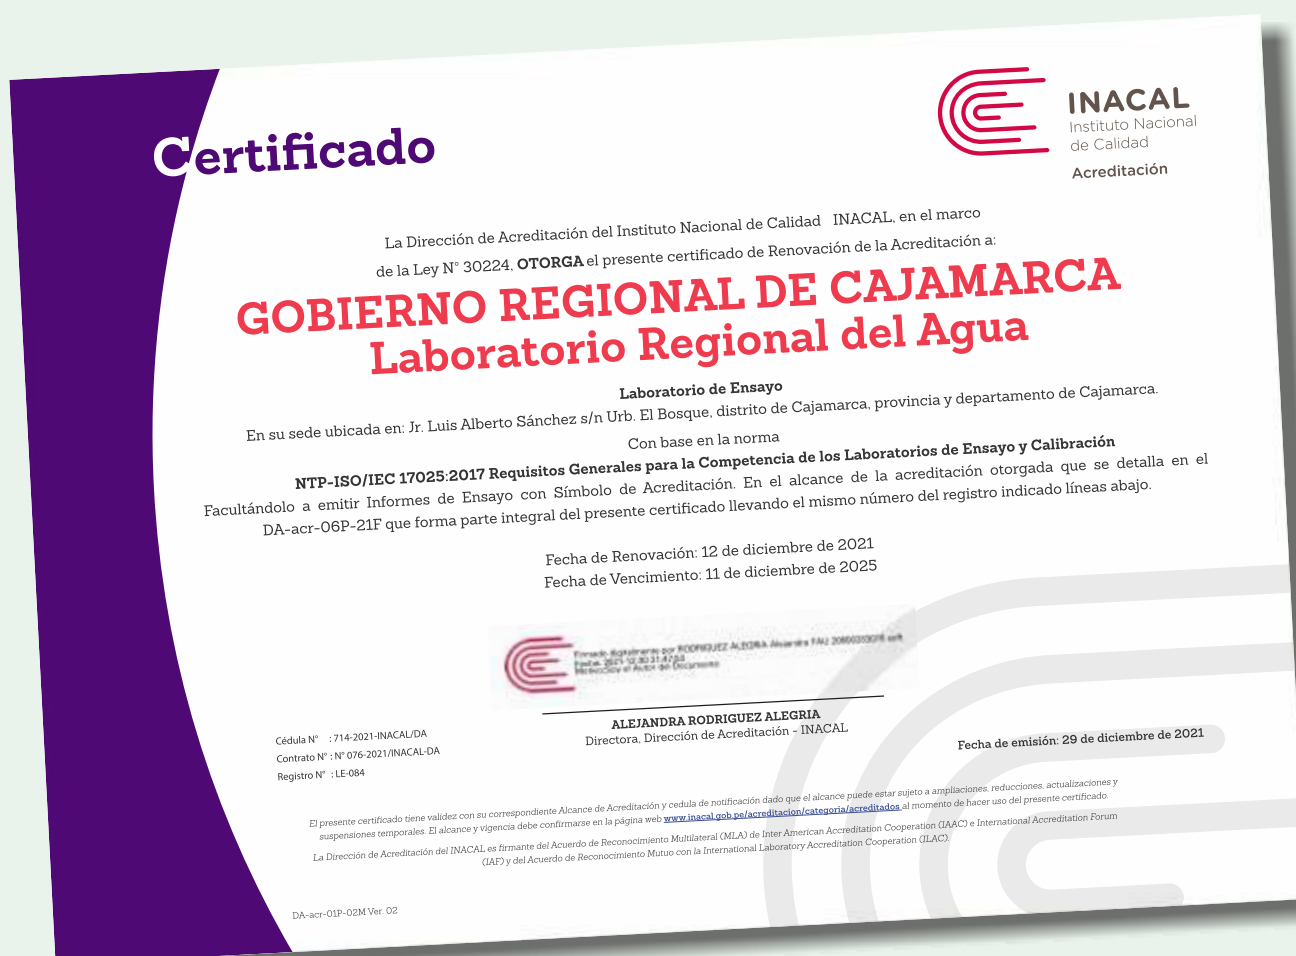 Certificado
INACAL
Instituto Nacional
de Calidad
Acreditación
La Dirección de Acreditación del Instituto Nacional de Calidad INACAL, en el marco
de la Ley N° 30224, OTORGA el presente certificado de Renovación de la Acreditación a:
GOBIERNO REGIONAL DE CAJAMARCA
Laboratorio Regional del Agua
Laboratorio de Ensayo
En su sede ubicada en: Jr. Luis Alberto Sánchez s/n Urb. El Bosque, distrito de Cajamarca, provincia y departamento de Cajamarca.
Con base en la norma
NTP-ISO/IEC 17025:2017 Requisitos Generales para la Competencia de los Laboratorios de Ensayo y Calibración
Facultándolo a emitir Informes de Ensayo con Símbolo de Acreditación. En el alcance de la acreditación otorgada que se detalla en el
DA-acr-06P-21F que forma parte integral del presente certificado llevando el mismo número del registro indicado líneas abajo.
Fecha de Renovación: 12 de diciembre de 2021
Fecha de Vencimiento: 11 de diciembre de 2025
Firmado digitalmente por RODRIGUEZ ALEGRIA Alejandra FAU
ALEJANDRA RODRIGUEZ ALEGRIA
Directora, Dirección de Acreditación - INACAL
Cédula N° : 714-2021-INACAL/DA
Contrato N° : N° 076-2021/INACAL-DA
Registro N° : LE-084
Fecha de emisión: 29 de diciembre de 2021
El presente certificado tiene validez con su correspondiente Alcance de Acreditación y cedula de notificación dado que el alcance puede estar sujeto a ampliaciones, reducciones, actualizaciones y
suspensiones temporales. El alcance y vigencia debe confirmarse en la página web www.inacal.gob.pe/acreditacion/categoria/acreditados al momento de hacer uso del presente certificado.
La Dirección de Acreditación del INACAL es firmante del Acuerdo de Reconocimiento Multilateral (MLA) de Inter American Accreditation Cooperation (IAAC) e International Accreditation Forum
(IAF) y del Acuerdo de Reconocimiento Mutuo con la International Laboratory Accreditation Cooperation (ILAC).
DA-acr-01P-02M Ver. 02